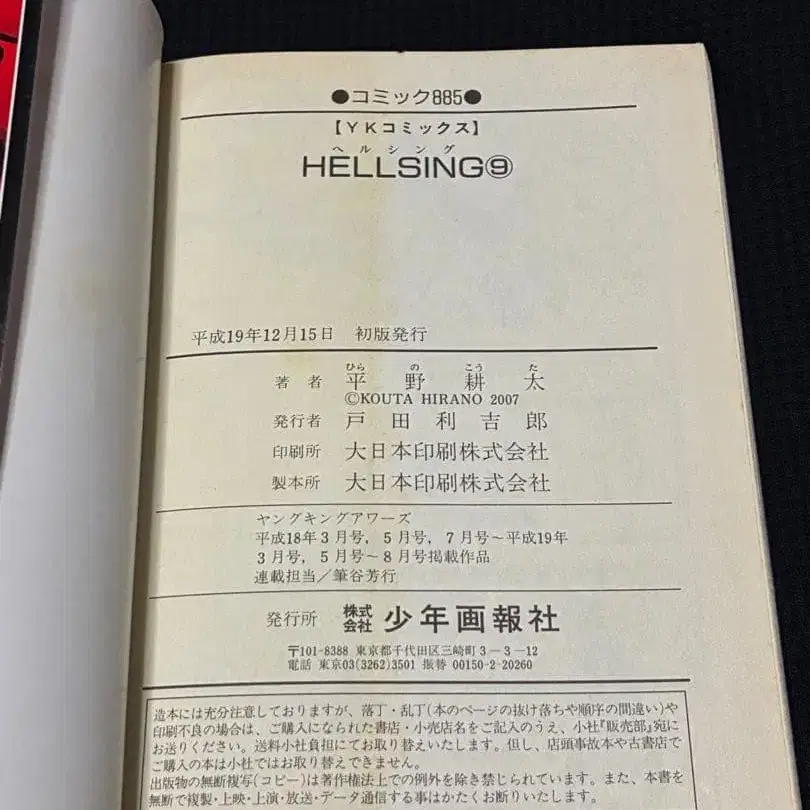 ●コミック885●
【YKコミックス】
ヘルシング
HELLSING⑨
平成19年12月15日 初版発行
ひら の こう た
著者 平野耕太
©KOUTA HIRANO 2007
発行者 戸田利吉郎
印刷所 大日本印刷株式会社
製本所 大日本印刷株式会社
ヤングキングアワーズ
平成18年3月号，5月号，7月号〜平成19年
3月号，5月号〜8月号掲載作品
連載担当／筆谷芳行
発行所 株式会社 少年画報社
〒101-8388 東京都千代田区三崎町3－3－12
電話 東京03(3262)3501 振替 00150-2-20260
造本には充分注意しておりますが、落丁・乱丁(本のページの抜け落ちや順序の間違い)や
印刷不良の場合は、ご購入になられた書店・小売店名をご記入のうえ、小社『販売部』宛に
お送りください。送料小社負担にてお取り替えいたします。但し、店頭事故本や古書店で
ご購入の本は小社ではお取り替えできません。
出版物の無断複写(コピー)は著作権法上での例外を除き禁じられています。また、本書を
無断で複製・上映・上演・放送・データ通信する事はかたくお断りいたします。